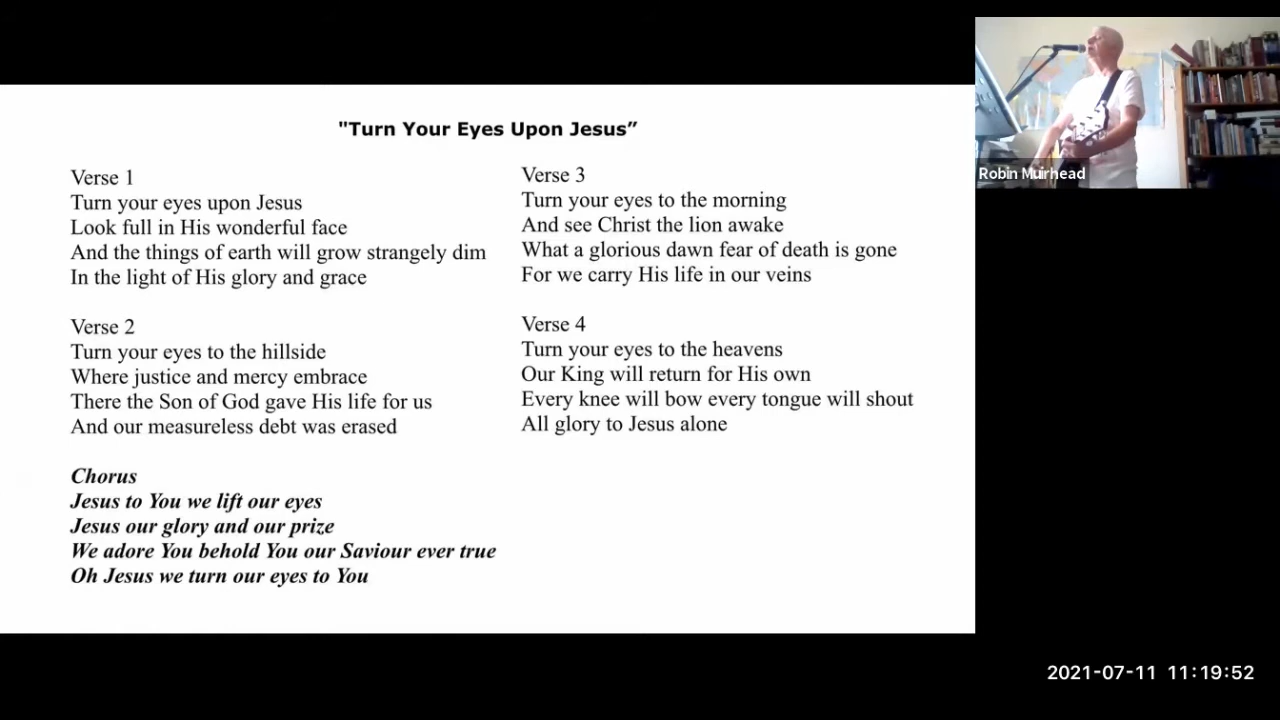 "Turn Your Eyes Upon Jesus”
Verse 1
Turn your eyes upon Jesus
Look full in His wonderful face
And the things of earth will grow strangely dim
In the light of His glory and grace
Verse 2
Turn your eyes to the hillside
Where justice and mercy embrace
There the Son of God gave His life for us
And our measureless debt was erased
Chorus
Jesus to You we lift our eyes
Jesus our glory and our prize
We adore You behold You our Saviour ever true
Oh Jesus we turn our eyes to You
Verse 3
Turn your eyes to the morning
And see Christ the lion awake
What a glorious dawn fear of death is gone
For we carry His life in our veins
Verse 4
Turn your eyes to the heavens
Our King will return for His own
Every knee will bow every tongue will shout
All glory to Jesus alone
Robin Muirhead
2021-07-11 11:19:52